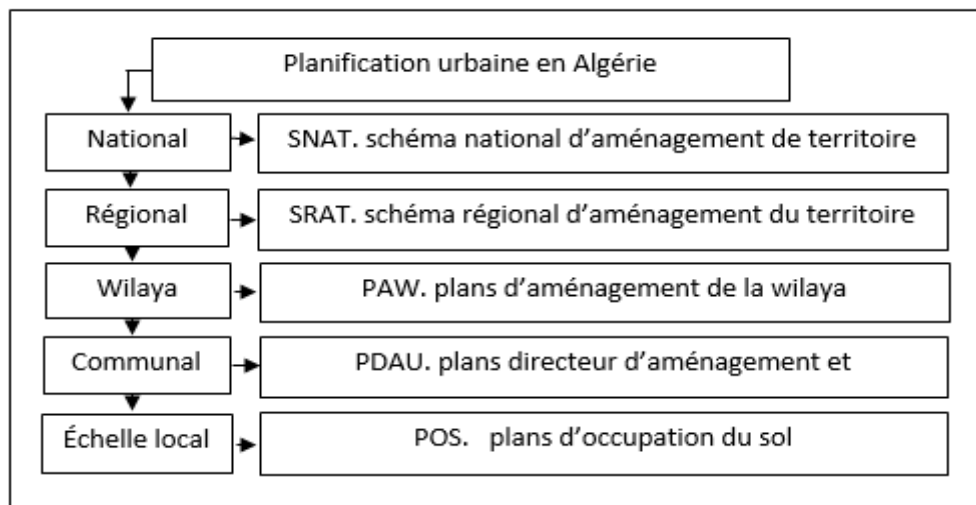 Planification urbaine en Algérie
National
SNAT. schéma national d’aménagement de territoire
Régional
SRAT. schéma régional d’aménagement du territoire
Wilaya
PAW. plans d’aménagement de la wilaya
Communal
PDAU. plans directeur d’aménagement et
Échelle local
POS. plans d’occupation du sol